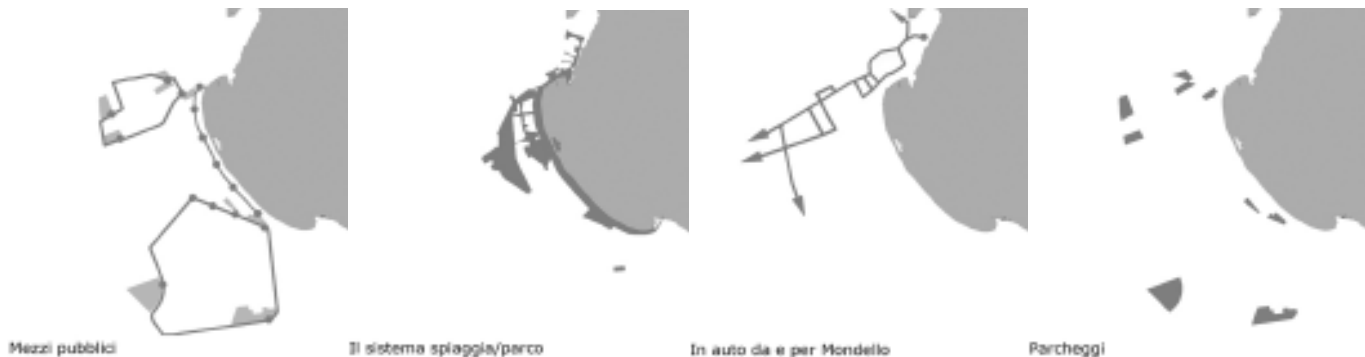 Mezzi pubblici
Il sistema spiaggia/parco
In auto da e per Mondello
Parcheggi